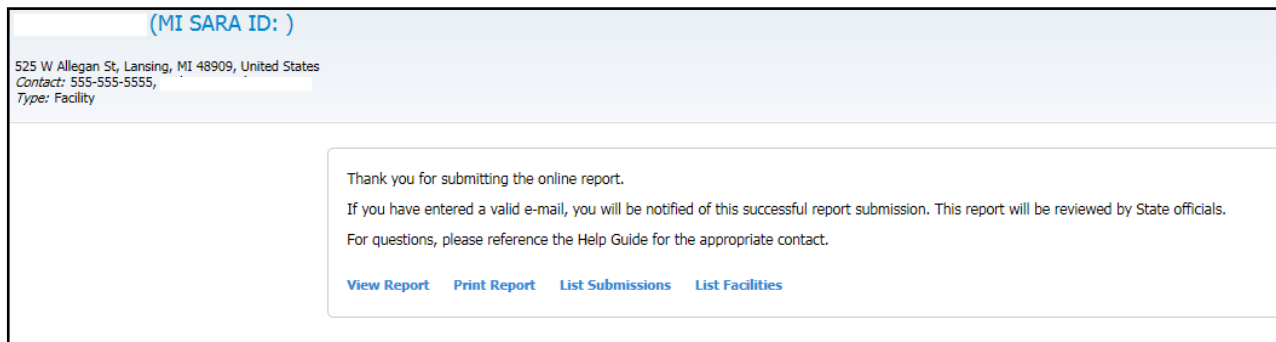 (MI SARA ID: )
525 W Allegan St, Lansing, MI 48909, United States
Contact: 555-555-5555,
Type: Facility
Thank you for submitting the online report.
If you have entered a valid e-mail, you will be notified of this successful report submission. This report will be reviewed by State officials.
For questions, please reference the Help Guide for the appropriate contact.
View Report Print Report List Submissions List Facilities